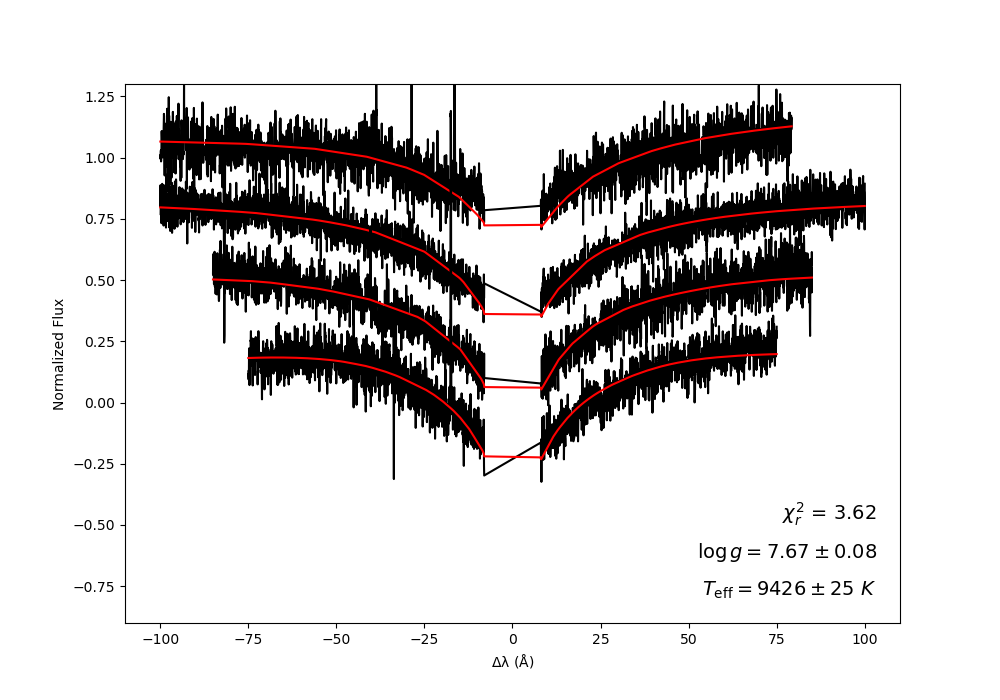 1.25
1.00
0.75
0.50
0.25
0.00
−0.25
−0.50
−0.75
Normalized Flux
χ²ᵣ = 3.62
log g = 7.67 ± 0.08
T_eff = 9426 ± 25 K
−100 −75 −50 −25 0 25 50 75 100
Δλ (Å)